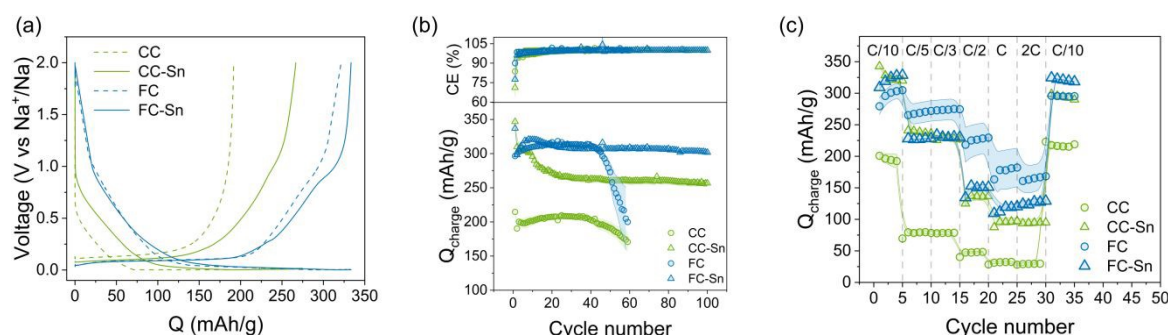 (a)
Voltage (V vs Na⁺/Na)
2.0
1.5
1.0
0.5
0.0
CC
CC-Sn
FC
FC-Sn
0 50 100 150 200 250 300 350
Q (mAh/g)
(b)
CE (%)
105
90
75
60
Q_charge (mAh/g)
350
300
250
200
150
CC
CC-Sn
FC
FC-Sn
0 20 40 60 80 100
Cycle number
(c)
Q_charge (mAh/g)
350
300
250
200
150
100
50
0
C/10 C/5 C/3 C/2 C 2C C/10
CC
CC-Sn
FC
FC-Sn
0 5 10 15 20 25 30 35 40 45 50
Cycle number